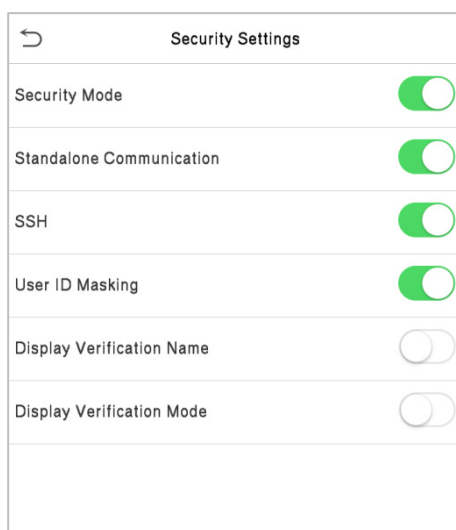 Security Settings
Security Mode
Standalone Communication
SSH
User ID Masking
Display Verification Name
Display Verification Mode